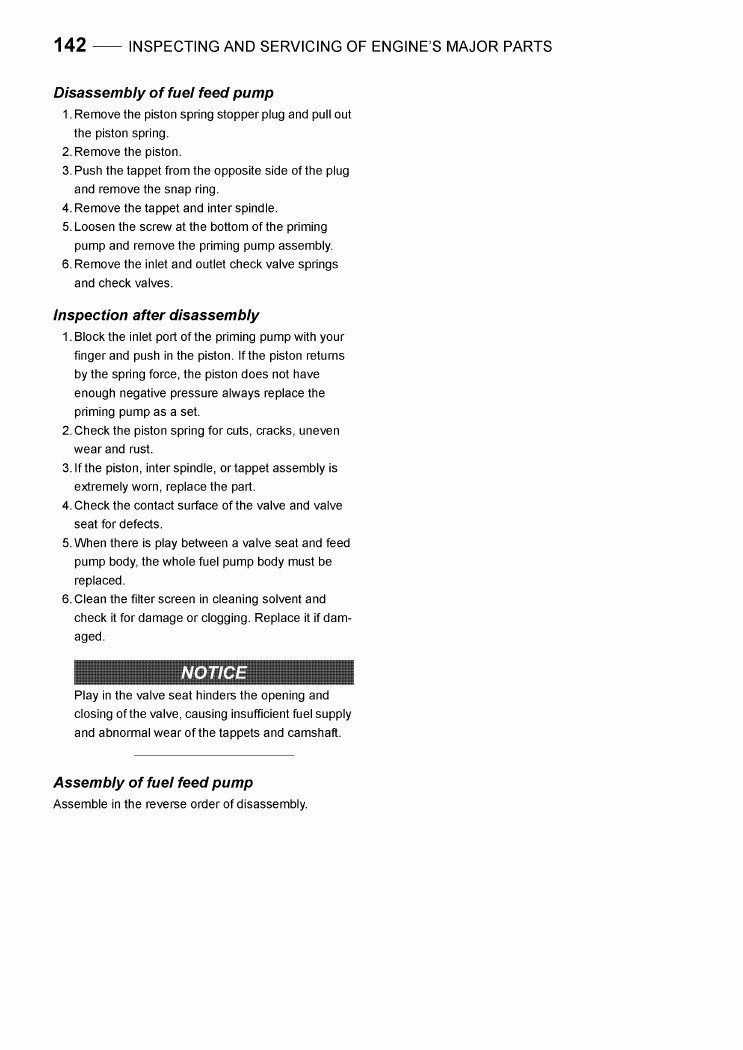 142 —— INSPECTING AND SERVICING OF ENGINE'S MAJOR PARTS
Disassembly of fuel feed pump
1. Remove the piston spring stopper plug and pull out
the piston spring.
2. Remove the piston.
3. Push the tappet from the opposite side of the plug
and remove the snap ring.
4. Remove the tappet and inter spindle.
5. Loosen the screw at the bottom of the priming
pump and remove the priming pump assembly.
6. Remove the inlet and outlet check valve springs
and check valves.
Inspection after disassembly
1. Block the inlet port of the priming pump with your
finger and push in the piston. If the piston returns
by the spring force, the piston does not have
enough negative pressure always replace the
priming pump as a set.
2. Check the piston spring for cuts, cracks, uneven
wear and rust.
3. If the piston, inter spindle, or tappet assembly is
extremely worn, replace the part.
4. Check the contact surface of the valve and valve
seat for defects.
5. When there is play between a valve seat and feed
pump body, the whole fuel pump body must be
replaced.
6. Clean the filter screen in cleaning solvent and
check it for damage or clogging. Replace it if dam-
aged.
NOTICE
Play in the valve seat hinders the opening and
closing of the valve, causing insufficient fuel supply
and abnormal wear of the tappets and camshaft.
Assembly of fuel feed pump
Assemble in the reverse order of disassembly.